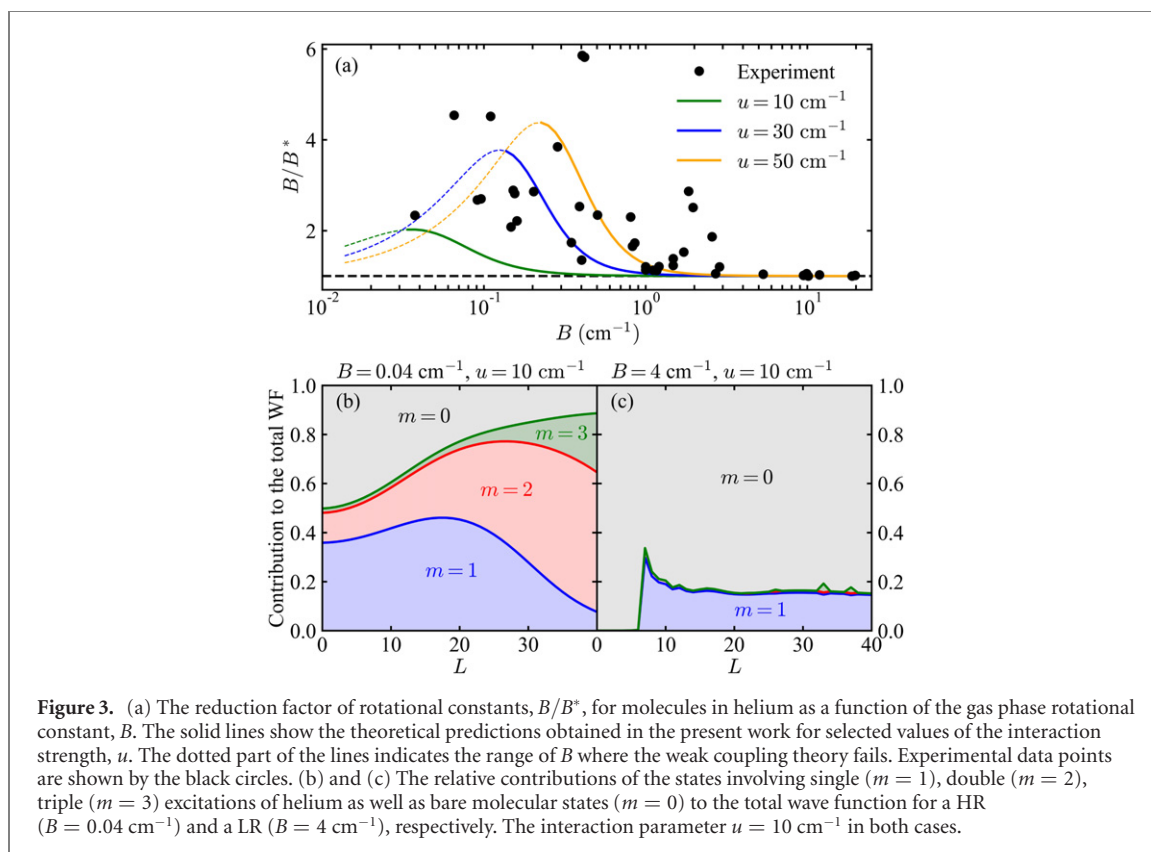 (a)
Experiment
u = 10 cm⁻¹
u = 30 cm⁻¹
u = 50 cm⁻¹
6
4
2
B/B*
10⁻² 10⁻¹ 10⁰ 10¹
B (cm⁻¹)
B = 0.04 cm⁻¹, u = 10 cm⁻¹ B = 4 cm⁻¹, u = 10 cm⁻¹
(b)
m = 0
m = 3
m = 2
m = 1
1.0
0.8
0.6
0.4
0.2
0.0
Contribution to the total WF
0 10 20 30
L
(c)
m = 0
m = 1
1.0
0.8
0.6
0.4
0.2
0.0
0 10 20 30 40
L
Figure 3. (a) The reduction factor of rotational constants, B/B*, for molecules in helium as a function of the gas phase rotational
constant, B. The solid lines show the theoretical predictions obtained in the present work for selected values of the interaction
strength, u. The dotted part of the lines indicates the range of B where the weak coupling theory fails. Experimental data points
are shown by the black circles. (b) and (c) The relative contributions of the states involving single (m = 1), double (m = 2),
triple (m = 3) excitations of helium as well as bare molecular states (m = 0) to the total wave function for a HR
(B = 0.04 cm⁻¹) and a LR (B = 4 cm⁻¹), respectively. The interaction parameter u = 10 cm⁻¹ in both cases.